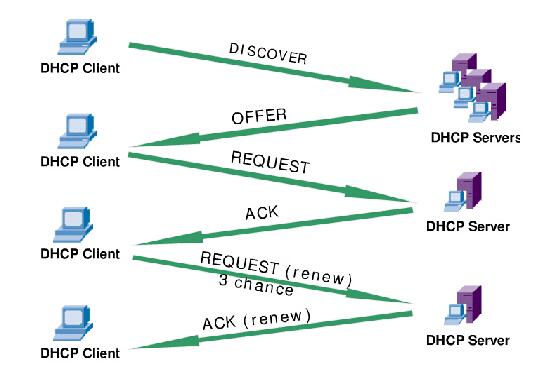 DHCP Client
DISCOVER
DHCP Servers
OFFER
DHCP Client
REQUEST
DHCP Server
ACK
DHCP Client
REQUEST (renew)
3 chance
DHCP Server
ACK (renew)
DHCP Client